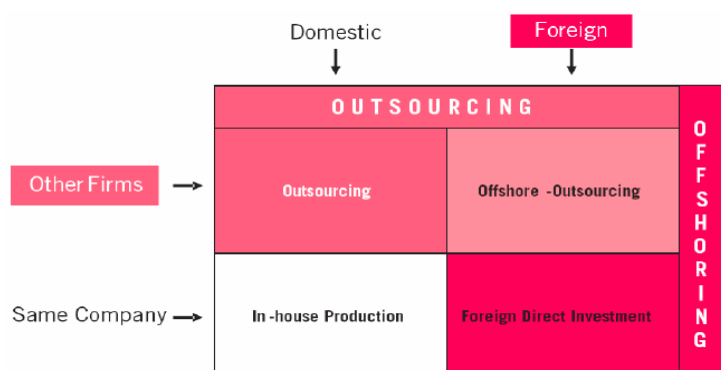 Domestic
Foreign
OUTSOURCING
OFFSHORING
Other Firms
Outsourcing
Offshore -Outsourcing
Same Company
In -house Production
Foreign Direct Investment